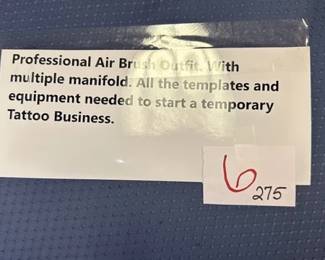 Professional Air Brush Outfit. With
multiple manifold. All the templates and
equipment needed to start a temporary
Tattoo Business.
6
275